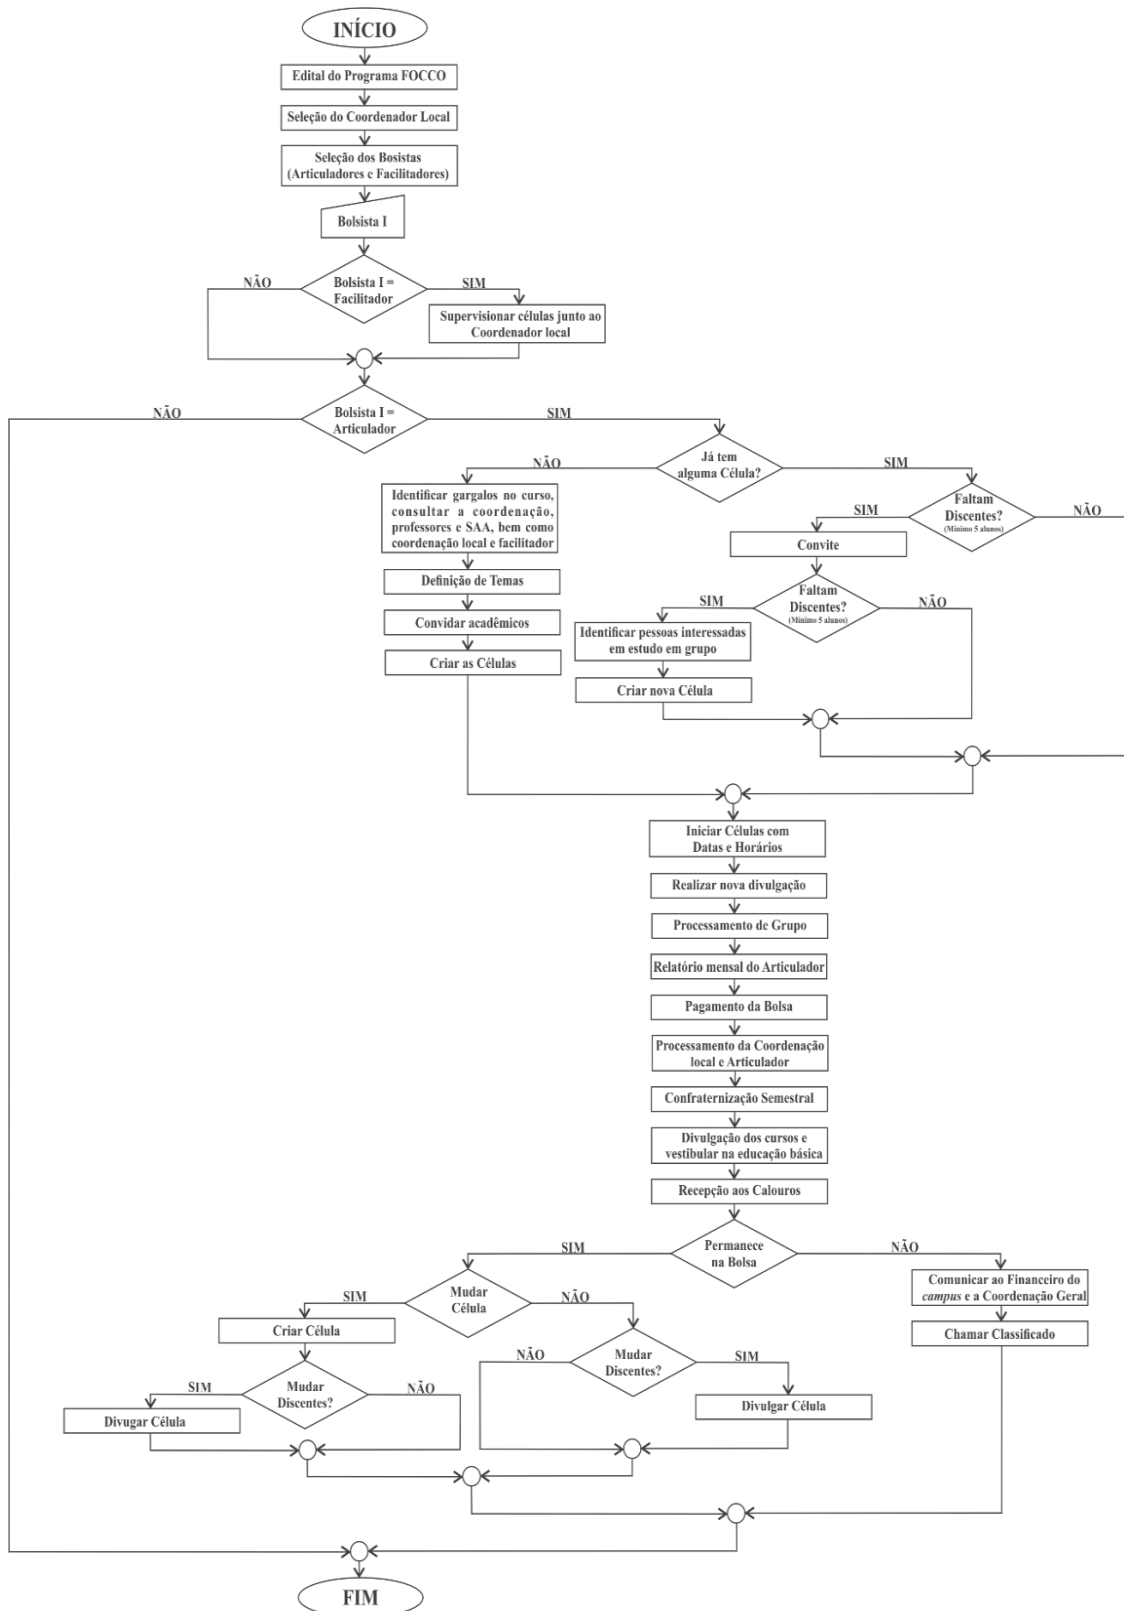 INÍCIO
Edital do Programa FOCCO
Seleção do Coordenador Local
Seleção dos Bosistas
(Articuladores e Facilitadores)
Bolsista I
NÃO
Bolsista I =
Facilitador
SIM
Supervisionar células junto ao
Coordenador local
NÃO
Bolsista I =
Articulador
SIM
Já tem
alguma Célula?
NÃO
SIM
Identificar gargalos no curso,
consultar a coordenação,
professores e SAA, bem como
coordenação local e facilitador
Definição de Temas
Convidar acadêmicos
Criar as Células
Faltam
Discentes?
(Mínimo 5 alunos)
SIM
NÃO
Convite
Faltam
Discentes?
(Mínimo 5 alunos)
SIM
NÃO
Identificar pessoas interessadas
em estudo em grupo
Criar nova Célula
Iniciar Células com
Datas e Horários
Realizar nova divulgação
Processamento de Grupo
Relatório mensal do Articulador
Pagamento da Bolsa
Processamento da Coordenação
local e Articulador
Confraternização Semestral
Divulgação dos cursos e
vestibular na educação básica
Recepção aos Calouros
SIM
Permanece
na Bolsa
NÃO
Comunicar ao Financeiro do
campus e a Coordenação Geral
Chamar Classificado
SIM
Mudar
Célula
NÃO
Criar Célula
SIM
Mudar
Discentes?
NÃO
Divugar Célula
NÃO
Mudar
Discentes?
SIM
Divulgar Célula
FIM